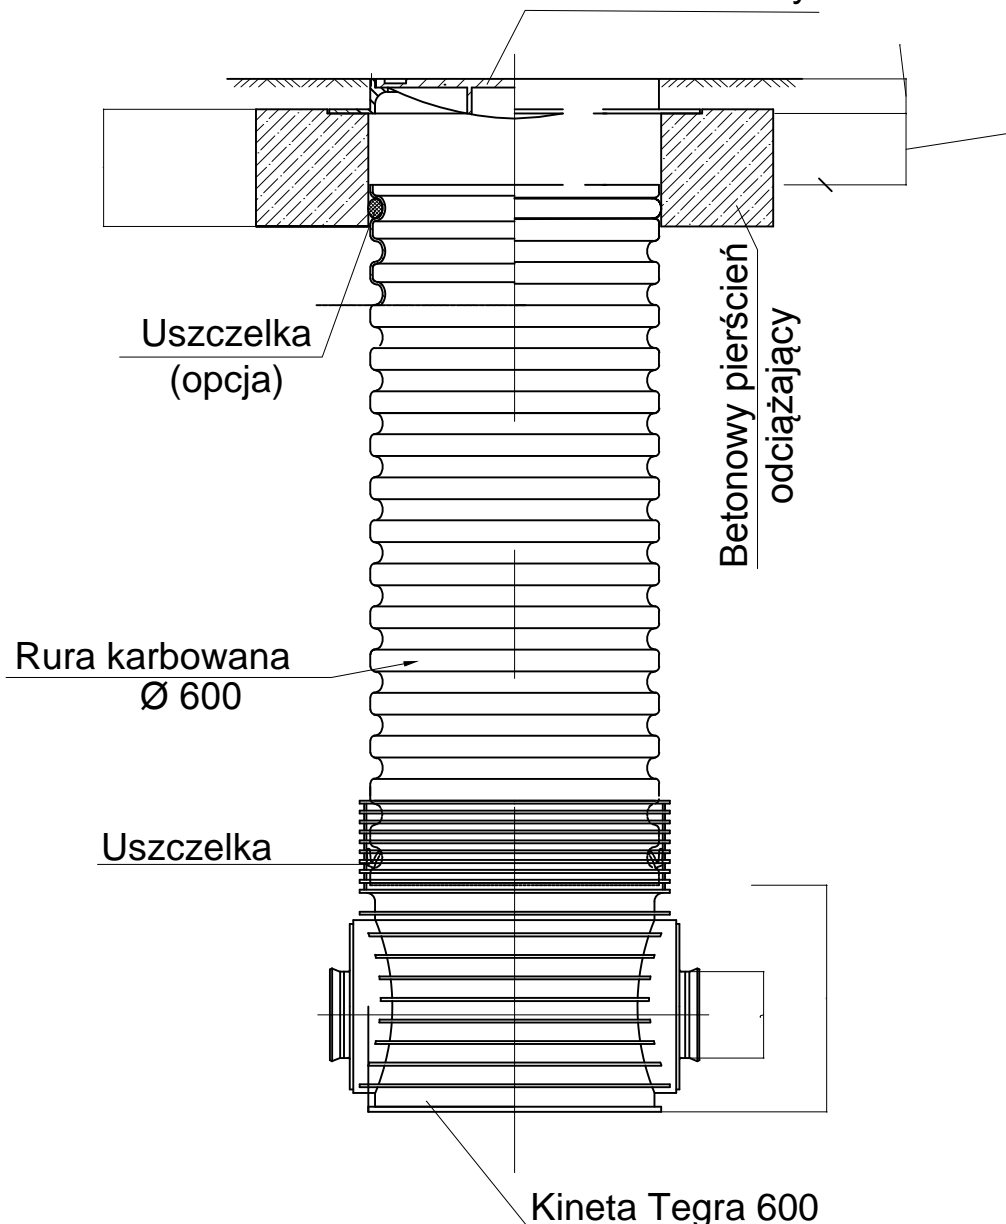 Uszczelka
(opcja)
Betonowy pierścień
odciążający
Rura karbowana
Ø 600
Uszczelka
Kineta Tegra 600